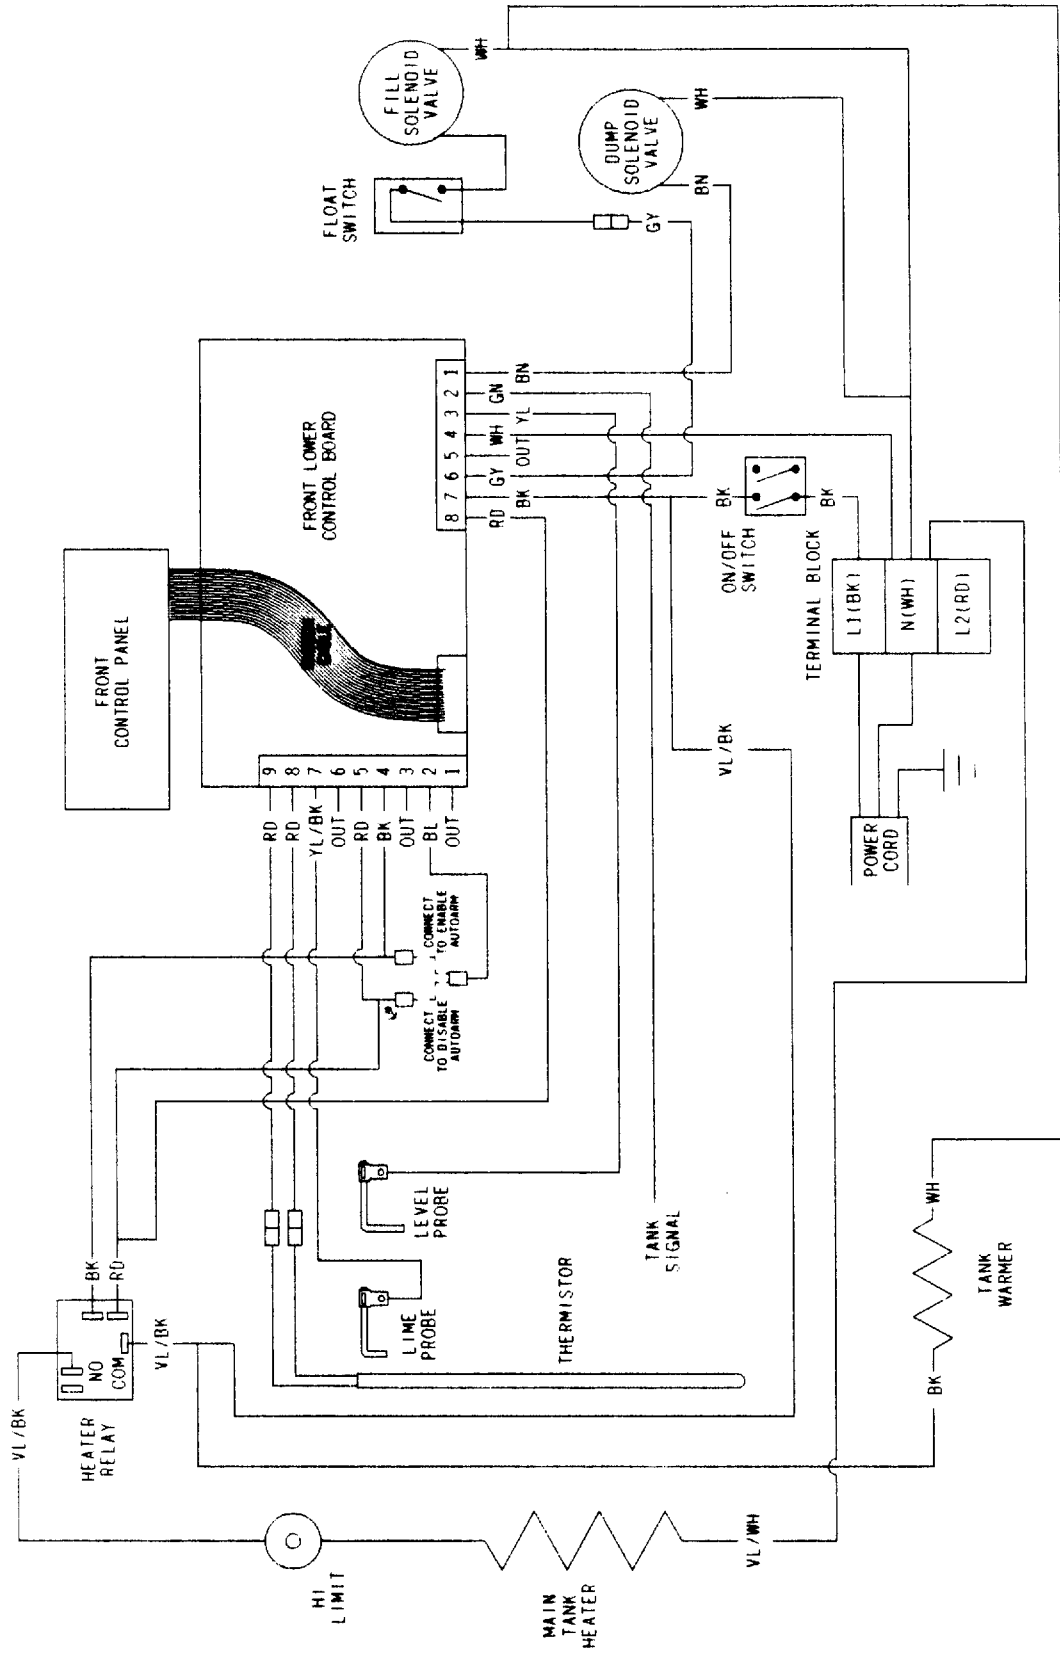 FILL
SOLENOID
VALVE
WH
DUMP
SOLENOID
VALVE
WH
BN
FLOAT
SWITCH
GY
FRONT LOWER
CONTROL BOARD
1
2
3
4
5
6
7
8
BN
GN
YL
WH
OUT
GY
BK
RD
FRONT
CONTROL PANEL
9
8
7
6
5
4
3
2
1
RD
RD
YL/BK
OUT
RD
BK
OUT
BL
OUT
CONNECT
TO ENABLE
AUTOARM
CONNECT
TO DISABLE
AUTOARM
ON/OFF
SWITCH
BK
BK
TERMINAL BLOCK
L1(BK)
N(WH)
L2(RD)
VL/BK
POWER
CORD
LEVEL
PROBE
LIME
PROBE
TANK
SIGNAL
THERMISTOR
WH
TANK
WARMER
BK
BK
RD
NO
COM
VL/BK
HEATER
RELAY
VL/BK
HI
LIMIT
MAIN
TANK
HEATER
VL/WH